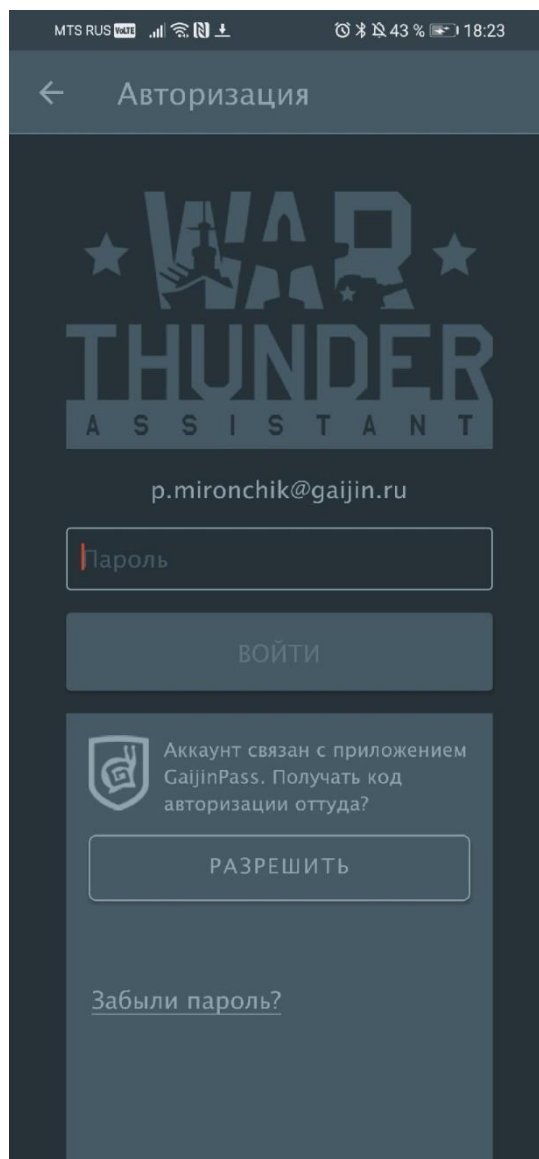 MTS RUS VoLTE 43 % 18:23
Авторизация
WAR
THUNDER
ASSISTANT
p.mironchik@gaijin.ru
Пароль
ВОЙТИ
Аккаунт связан с приложением
GaijinPass. Получать код
авторизации оттуда?
РАЗРЕШИТЬ
Забыли пароль?